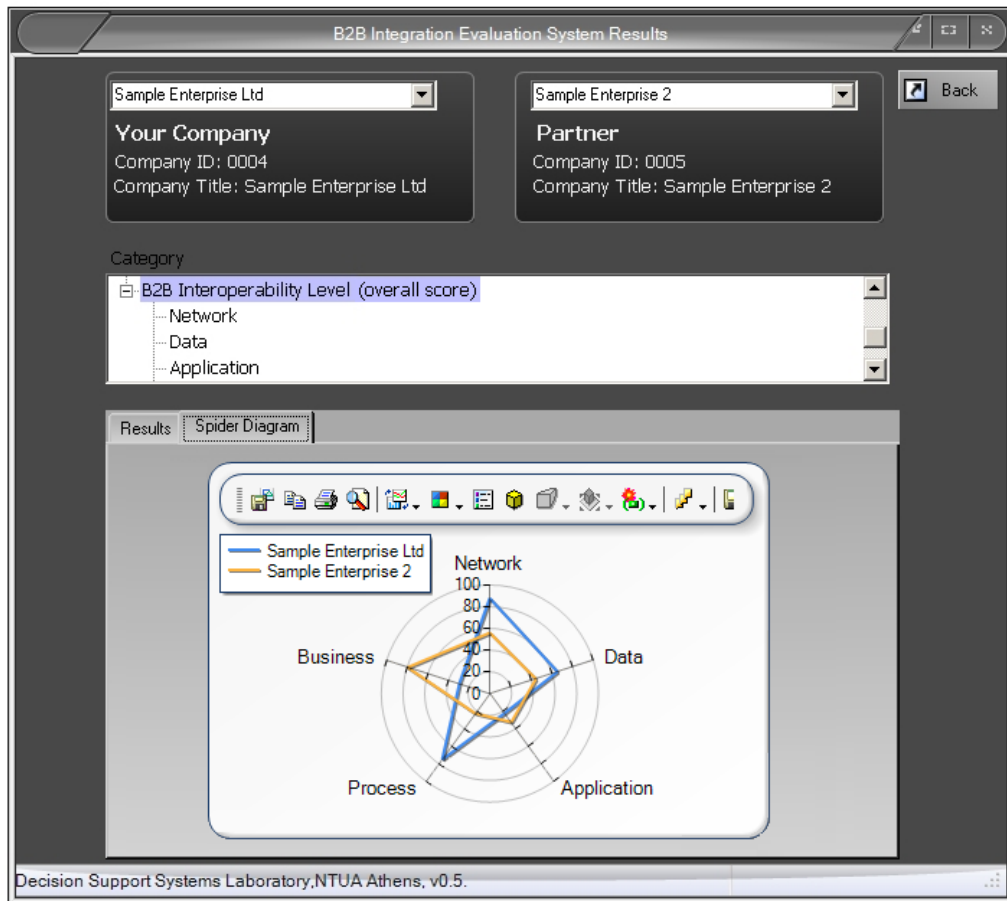 B2B Integration Evaluation System Results
Sample Enterprise Ltd
Your Company
Company ID: 0004
Company Title: Sample Enterprise Ltd
Sample Enterprise 2
Partner
Company ID: 0005
Company Title: Sample Enterprise 2
Back
Category
B2B Interoperability Level (overall score)
Network
Data
Application
Results
Spider Diagram
Sample Enterprise Ltd
Sample Enterprise 2
Network
100
80
60
40
20
0
Business
Data
Process
Application
Decision Support Systems Laboratory,NTUA Athens, v0.5.